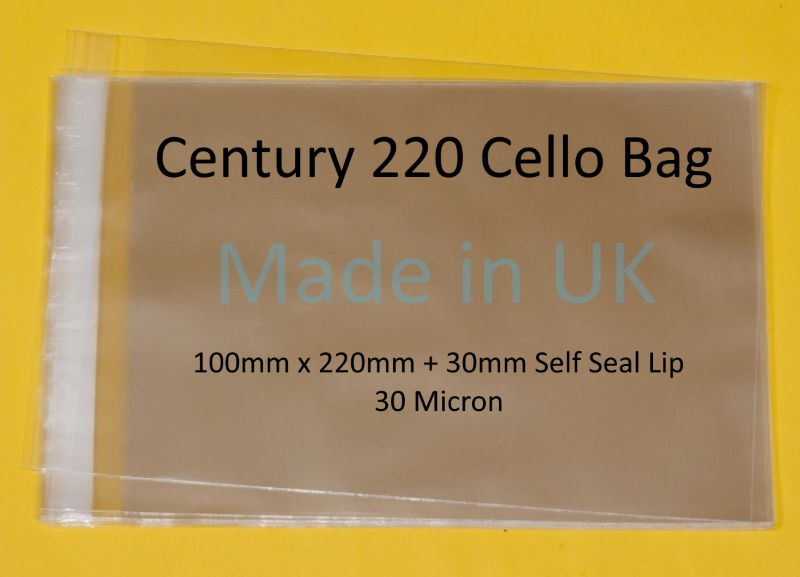 Century 220 Cello Bag
Made in UK
100mm x 220mm + 30mm Self Seal Lip
30 Micron